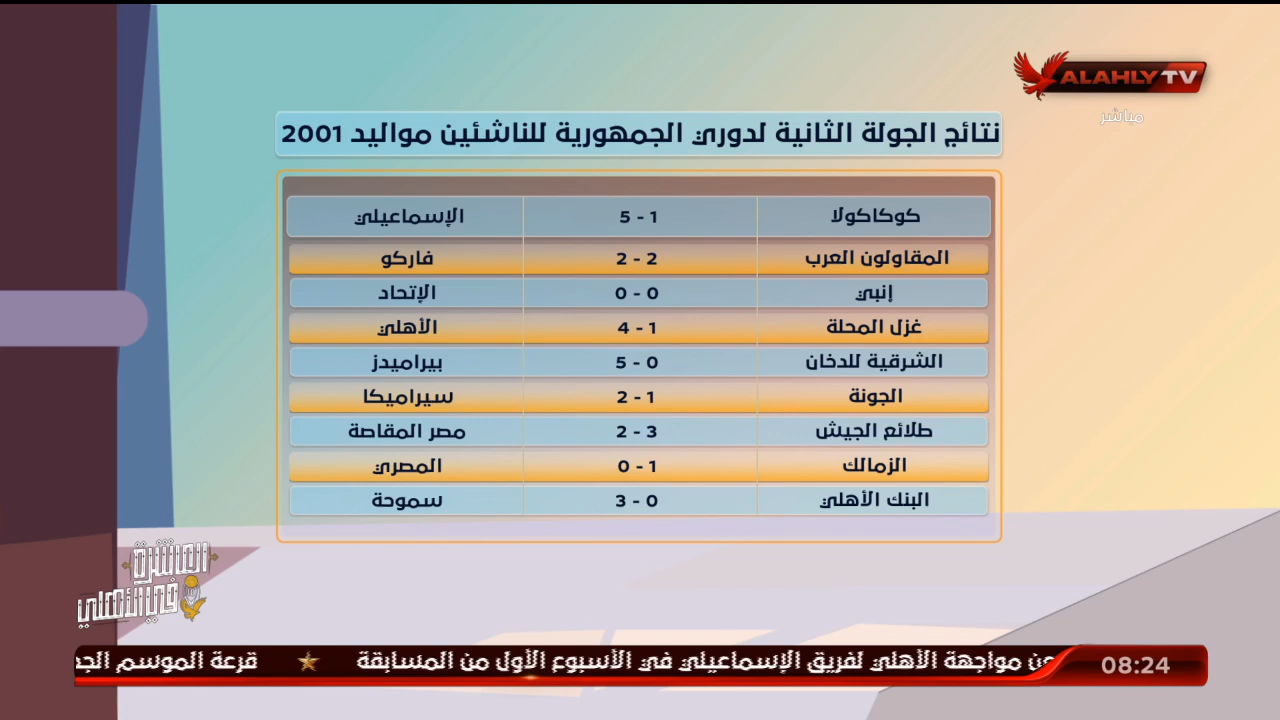 ALAHLY TV
مباشر
نتائج الجولة الثانية لدوري الجمهورية للناشئين مواليد 2001
كوكاكولا 5 - 1 الإسماعيلي
المقاولون العرب 2 - 2 فاركو
إنبي 0 - 0 الإتحاد
غزل المحلة 4 - 1 الأهلي
الشرقية للدخان 5 - 0 بيراميدز
الجونة 2 - 1 سيراميكا
طلائع الجيش 2 - 3 مصر المقاصة
الزمالك 0 - 1 المصري
البنك الأهلي 3 - 0 سموحة
العاشرة
في الأهلي
مواجهة الأهلي لفريق الإسماعيلي في الأسبوع الأول من المسابقة قرعة الموسم
08:24